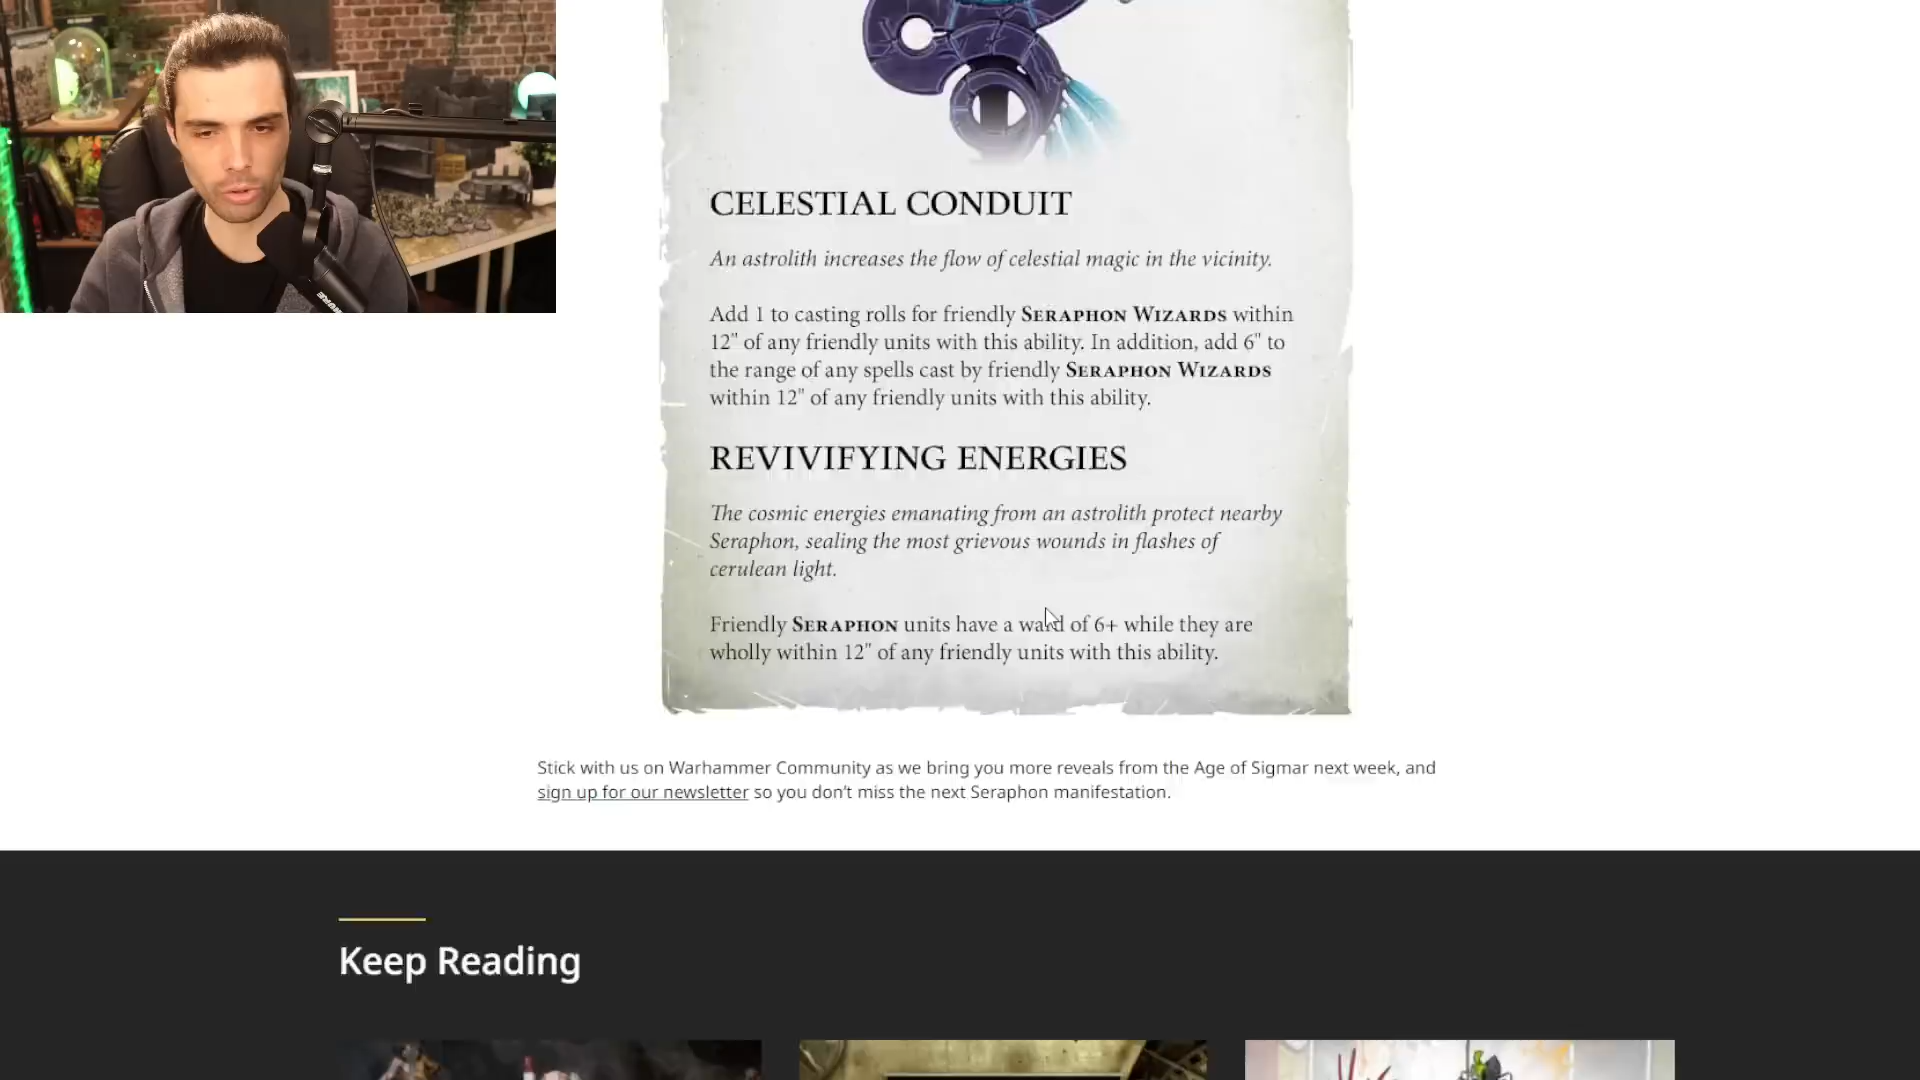 CELESTIAL CONDUIT
An astrolith increases the flow of celestial magic in the vicinity.
Add 1 to casting rolls for friendly SERAPHON WIZARDS within
12" of any friendly units with this ability. In addition, add 6" to
the range of any spells cast by friendly SERAPHON WIZARDS
within 12" of any friendly units with this ability.
REVIVIFYING ENERGIES
The cosmic energies emanating from an astrolith protect nearby
Seraphon, sealing the most grievous wounds in flashes of
cerulean light.
Friendly SERAPHON units have a ward of 6+ while they are
wholly within 12" of any friendly units with this ability.
Stick with us on Warhammer Community as we bring you more reveals from the Age of Sigmar next week, and
sign up for our newsletter so you don't miss the next Seraphon manifestation.
Keep Reading
SHURE